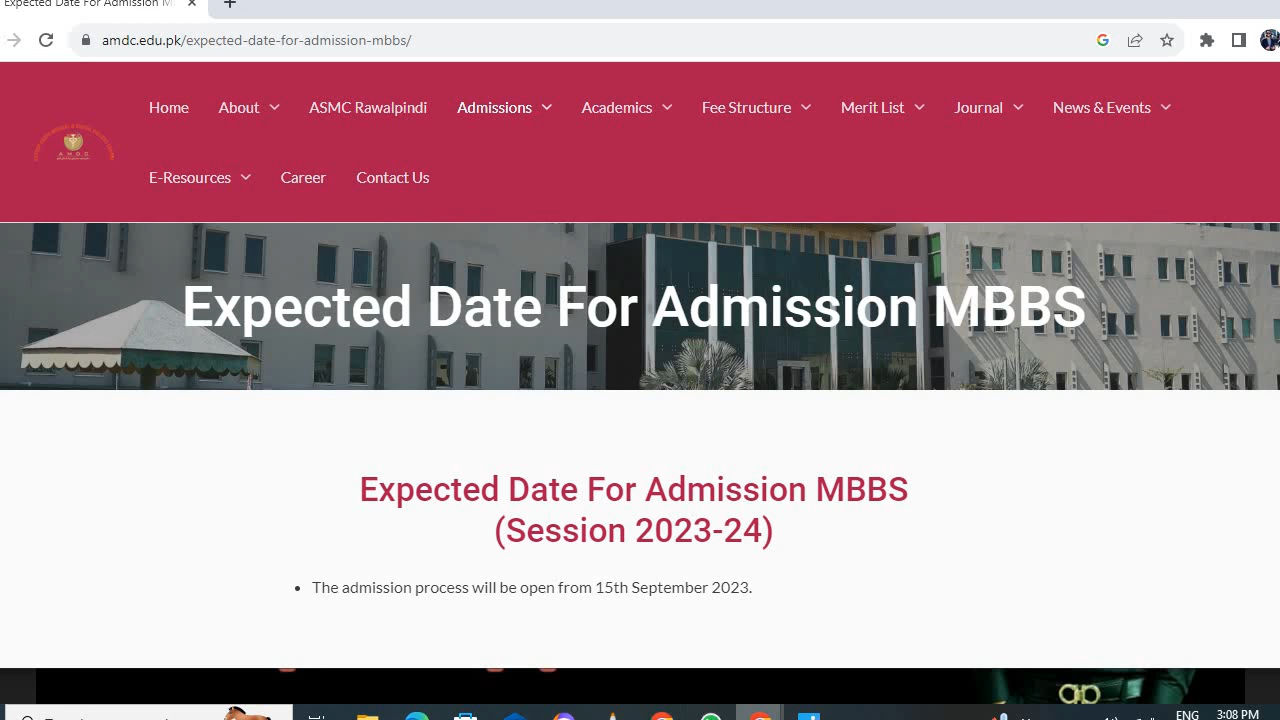 Expected Date For Admission M
amdc.edu.pk/expected-date-for-admission-mbbs/
Home About ASMC Rawalpindi Admissions Academics Fee Structure Merit List Journal News & Events
E-Resources Career Contact Us
Expected Date For Admission MBBS
Expected Date For Admission MBBS
(Session 2023-24)
• The admission process will be open from 15th September 2023.
ENG 3:08 PM